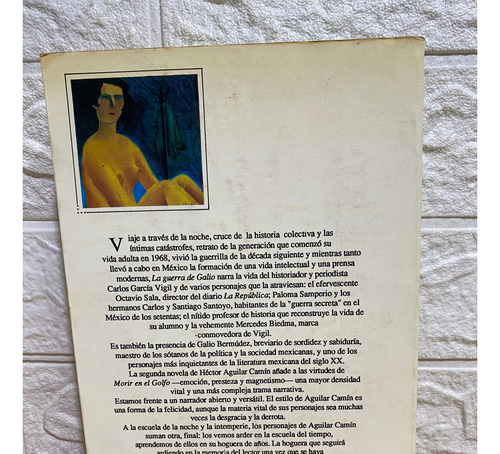 Viaje a través de la noche, cruce de la historia colectiva y las
íntimas catástrofes, retrato de la generación que comenzó su
vida adulta en 1968, vivió la guerrilla de la década siguiente y mientras tanto
llevó a cabo en México la formación de una vida intelectual y una prensa
modernas, La guerra de Galio narra la vida del historiador y periodista
Carlos García Vigil y de varios personajes que la atraviesan: el efervescente
Octavio Sala, director del diario La República; Paloma Samperio y los
hermanos Carlos y Santiago Santoyo, habitantes de la "guerra secreta" en el
México de los setentas; el nítido profesor de historia que reconstruye la vida de
su alumno y la vehemente Mercedes Biedma, marca
-conmovedora de Vigil.
Es también la presencia de Galio Bermúdez, breviario de sordidez y sabiduría,
maestro de los sótanos de la política y la sociedad mexicanas, y uno de los
personajes más inquietantes de la literatura mexicana del siglo XX.
La segunda novela de Héctor Aguilar Camín añade a las virtudes de
Morir en el Golfo —emoción, presteza y magnetismo— una mayor densidad
vital y una más compleja trama narrativa.
Estamos frente a un narrador abierto y versátil. El estilo de Aguilar Camín es
una forma de la felicidad, aunque la materia vital de sus personajes sea muchas
veces la desgracia y la derrota.
A la escuela de la noche y la intemperie, los personajes de Aguilar Camín
suman otra, final: los vemos arder en la escuela del tiempo,
aprendemos de ellos en su hoguera de años. La hoguera que seguirá
ardiendo en la memoria del lector una vez que se haya